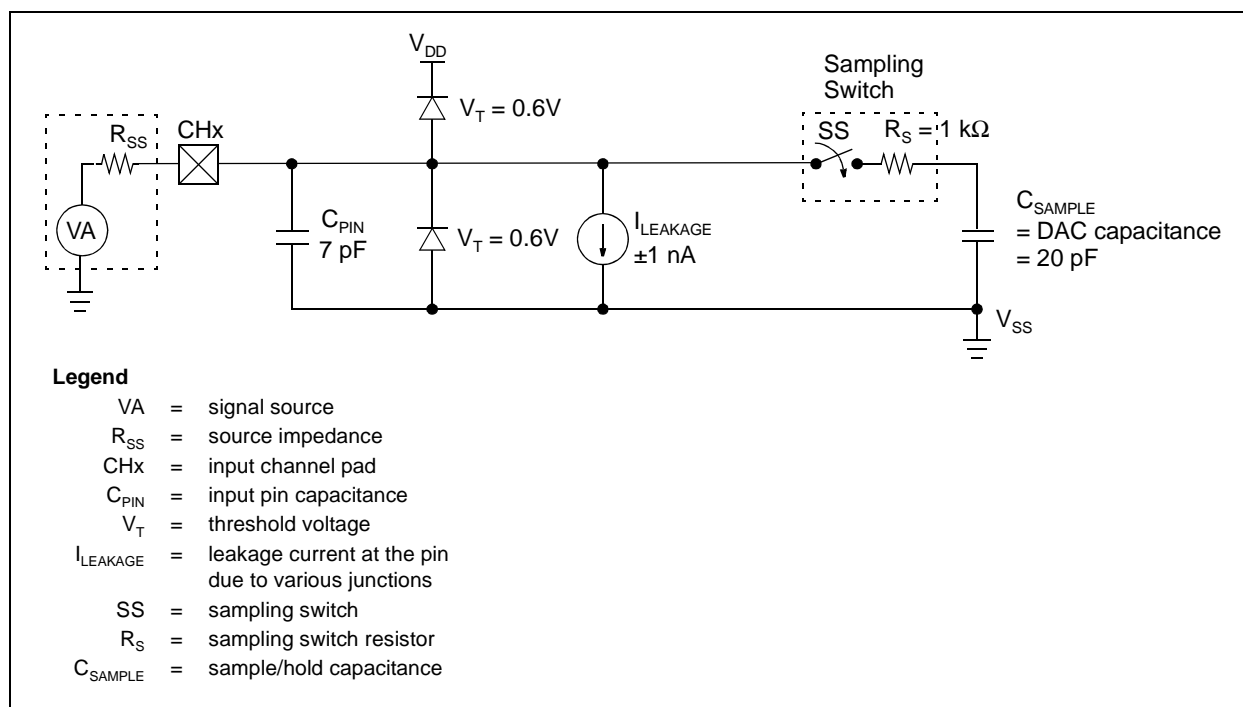 V_DD
Sampling
Switch
R_SS
CHx
V_T = 0.6V
SS
R_S = 1 kΩ
VA
C_PIN
7 pF
V_T = 0.6V
I_LEAKAGE
±1 nA
C_SAMPLE
= DAC capacitance
= 20 pF
V_SS
Legend
VA = signal source
R_SS = source impedance
CHx = input channel pad
C_PIN = input pin capacitance
V_T = threshold voltage
I_LEAKAGE = leakage current at the pin
due to various junctions
SS = sampling switch
R_S = sampling switch resistor
C_SAMPLE = sample/hold capacitance